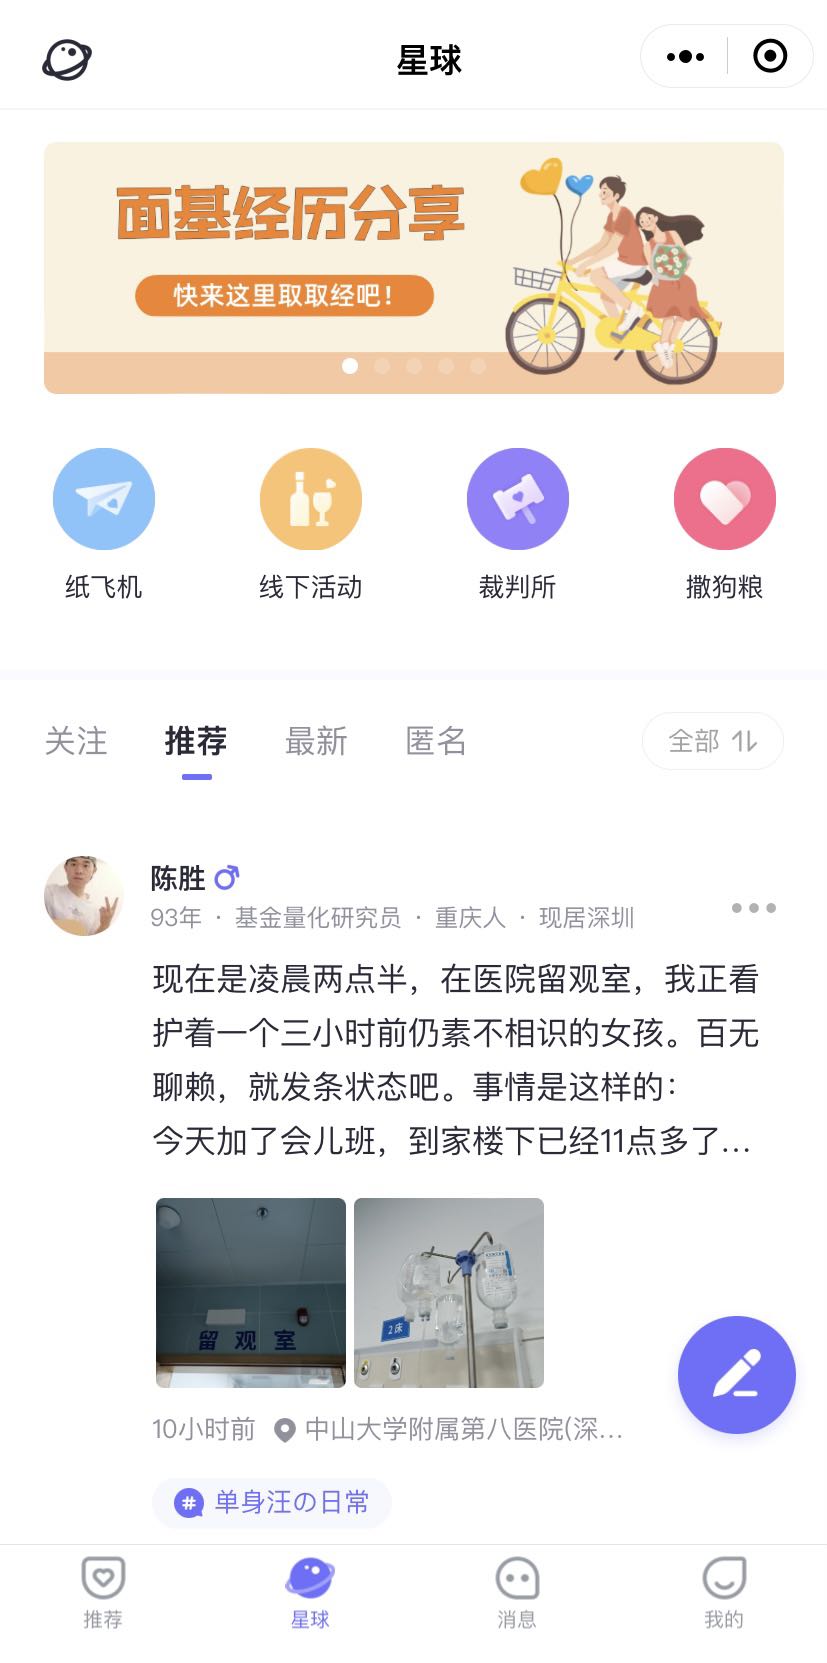 星球
面基经历分享
快来这里取取经吧！
纸飞机
线下活动
裁判所
撒狗粮
关注
推荐
最新
匿名
全部
陈胜
93年 · 基金量化研究员 · 重庆人 · 现居深圳
现在是凌晨两点半，在医院留观室，我正看
护着一个三小时前仍素不相识的女孩。百无
聊赖，就发条状态吧。事情是这样的：
今天加了会儿班，到家楼下已经11点多了...
留观室
2床
10小时前
中山大学附属第八医院(深...
# 单身汪の日常
推荐
星球
消息
我的